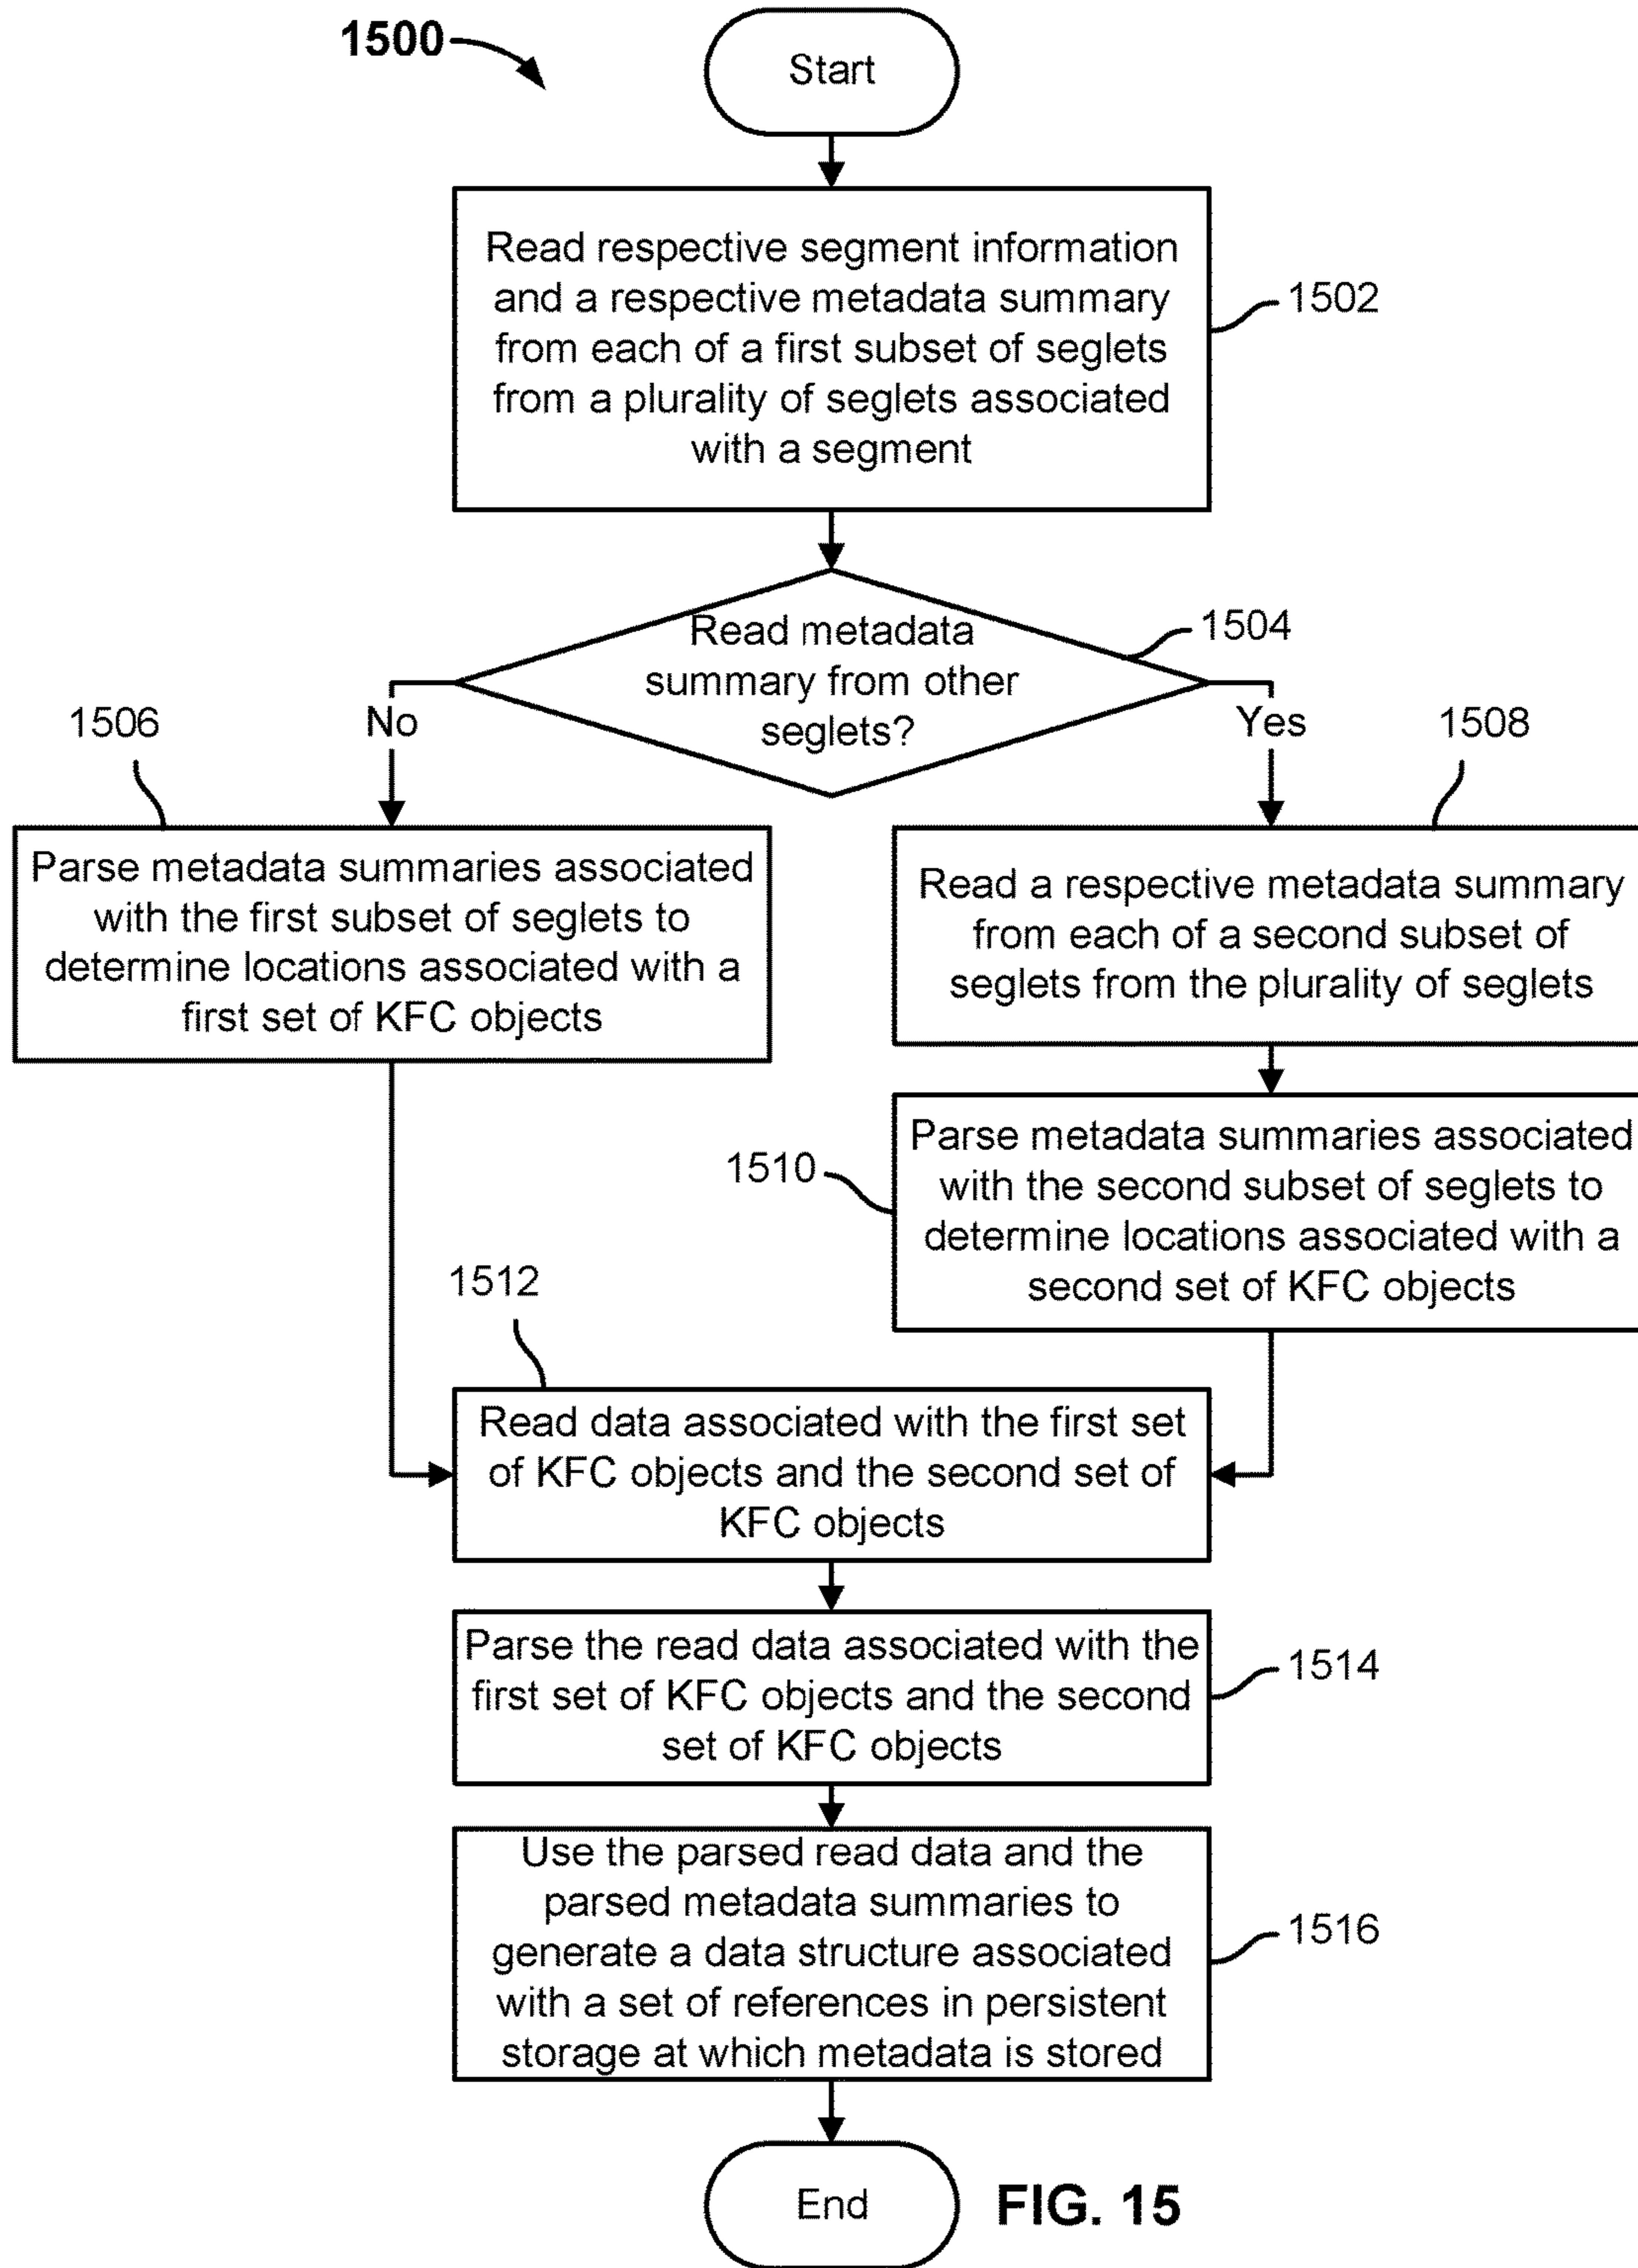 1500
Start
Read respective segment information
and a respective metadata summary
from each of a first subset of seglets
from a plurality of seglets associated
with a segment
1502
Read metadata
summary from other
seglets?
1504
No
Yes
1506
1508
Parse metadata summaries associated
with the first subset of seglets to
determine locations associated with a
first set of KFC objects
Read a respective metadata summary
from each of a second subset of
seglets from the plurality of seglets
1510
Parse metadata summaries associated
with the second subset of seglets to
determine locations associated with a
second set of KFC objects
1512
Read data associated with the first set
of KFC objects and the second set of
KFC objects
Parse the read data associated with the
first set of KFC objects and the second
set of KFC objects
1514
Use the parsed read data and the
parsed metadata summaries to
generate a data structure associated
with a set of references in persistent
storage at which metadata is stored
1516
End
FIG. 15